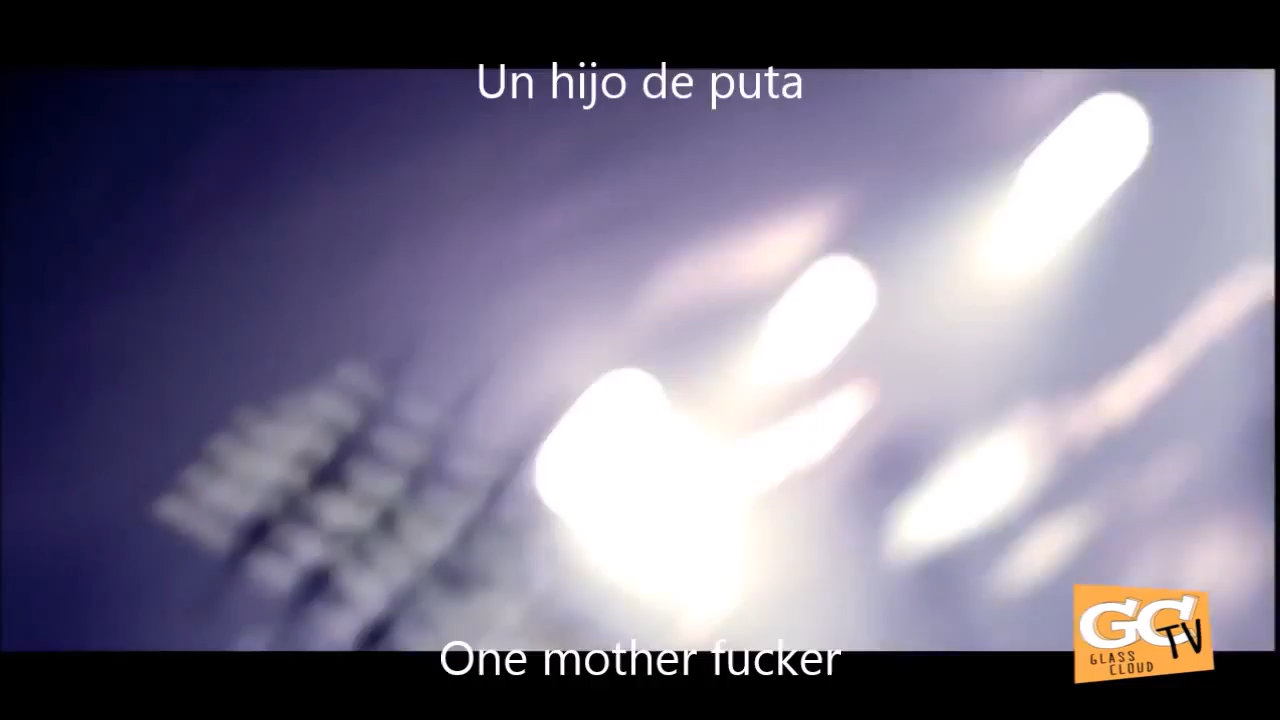 Un hijo de puta
One mother fucker
GC
TV
GLASS
CLOUD